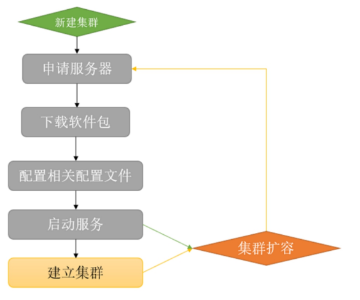 新建集群
申请服务器
下载软件包
配置相关配置文件
启动服务
集群扩容
建立集群